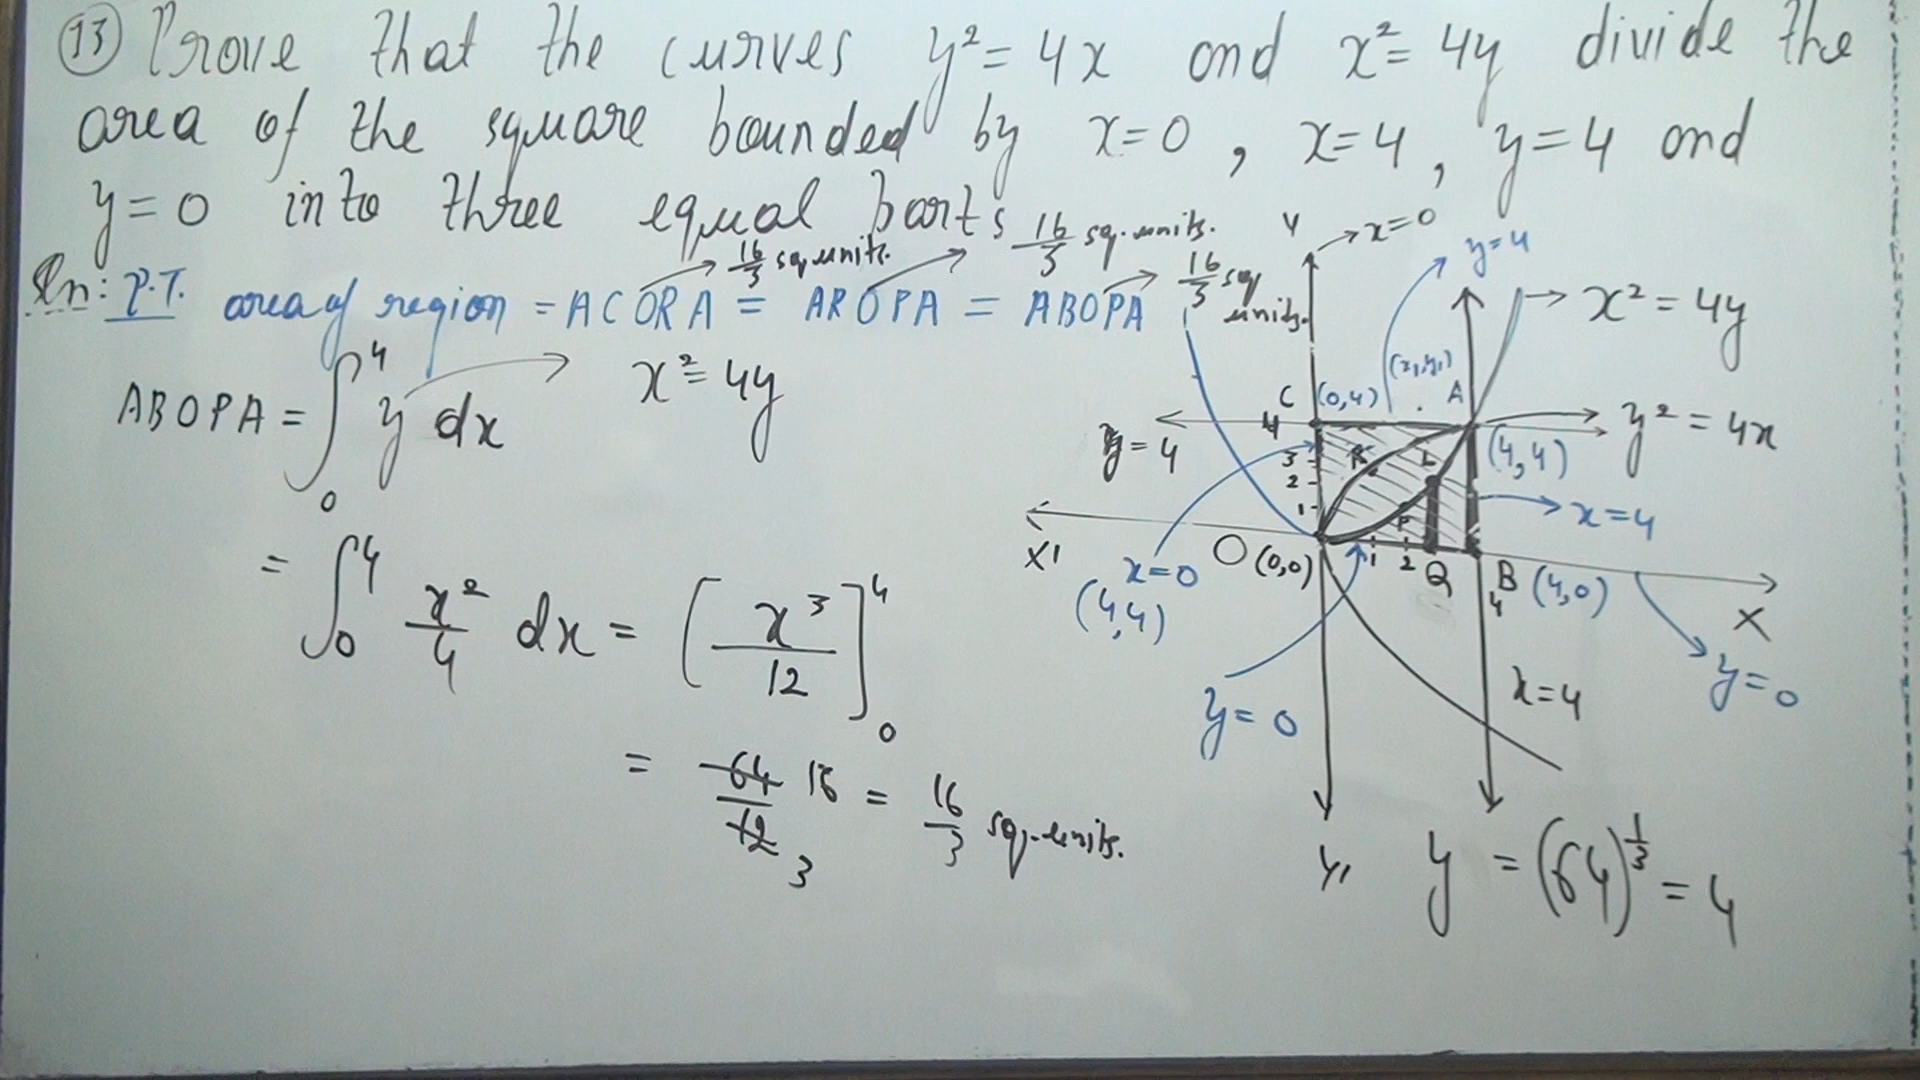 13 Prove that the curves y² = 4x and x² = 4y divide the
area of the square bounded by x=0, x=4, y=4 and
y=0 into three equal parts
Sln: P.T. area of region = ACORA = AROPA = ABOPA
16/3 sq units. 16/3 sq. units. 16/3 sq units.
ABOPA = ∫₀⁴ y dx x² = 4y
= ∫₀⁴ x²/4 dx = [x³/12]₀⁴
= 64/12 16 3 = 16/3 sq. units.
Y x=0
y=4
x² = 4y
(x₁,y₁)
C (0,4) A
4 y² = 4x
y=4 (4,4)
3 R L
2
1 x=4
P
X' O (0,0) 1 2 Q B (4,0)
4
x=0 X
(4,4)
y=0 x=4 y=0
Y' y = (64)^1/3 = 4